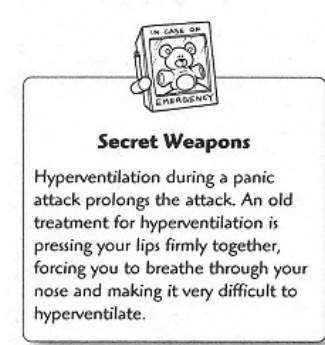 IN CASE OF
EMERGENCY
Secret Weapons
Hyperventilation during a panic
attack prolongs the attack. An old
treatment for hyperventilation is
pressing your lips firmly together,
forcing you to breathe through your
nose and making it very difficult to
hyperventilate.